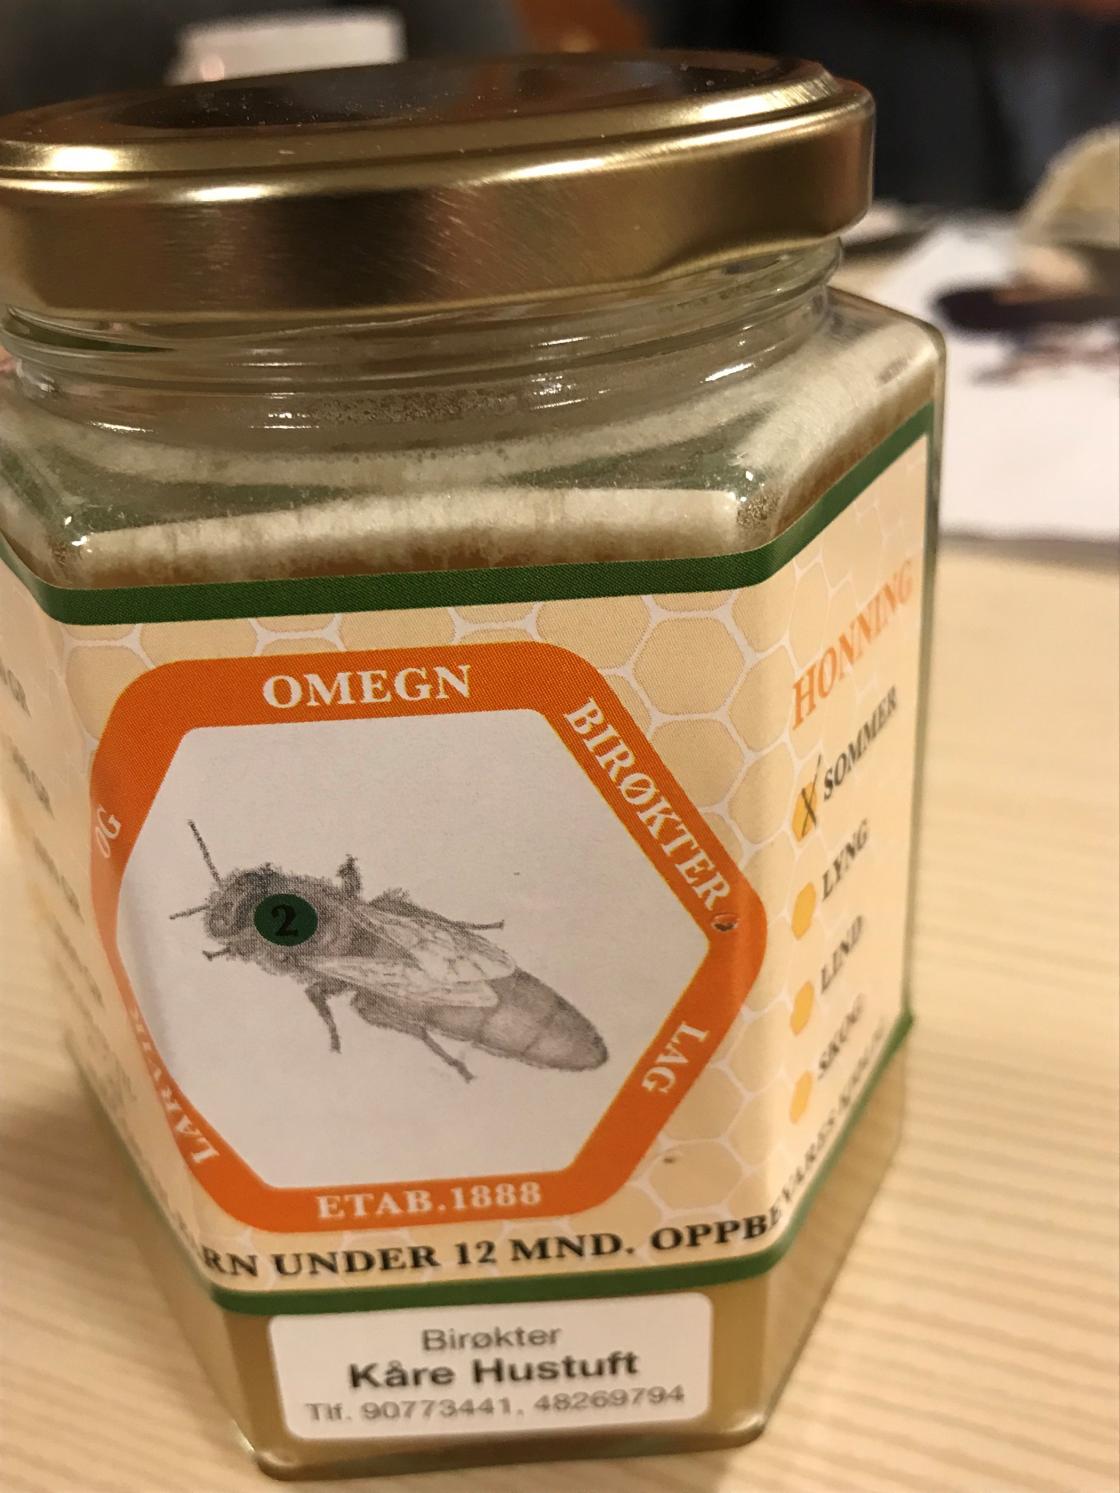 OMEGN
BIRØKTER
LAG
OG
2
ETAB.1888
RN UNDER 12 MND. OPPBEVARES
HONNING
X SOMMER
LYNG
LIND
SKOG
Birøkter
Kåre Hustuft
Tlf. 90773441, 48269794